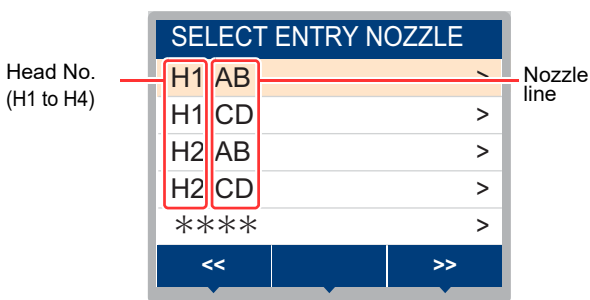 SELECT ENTRY NOZZLE
Head No.
(H1 to H4)
H1 AB >
Nozzle
line
H1 CD >
H2 AB >
H2 CD >
**** >
<< >>